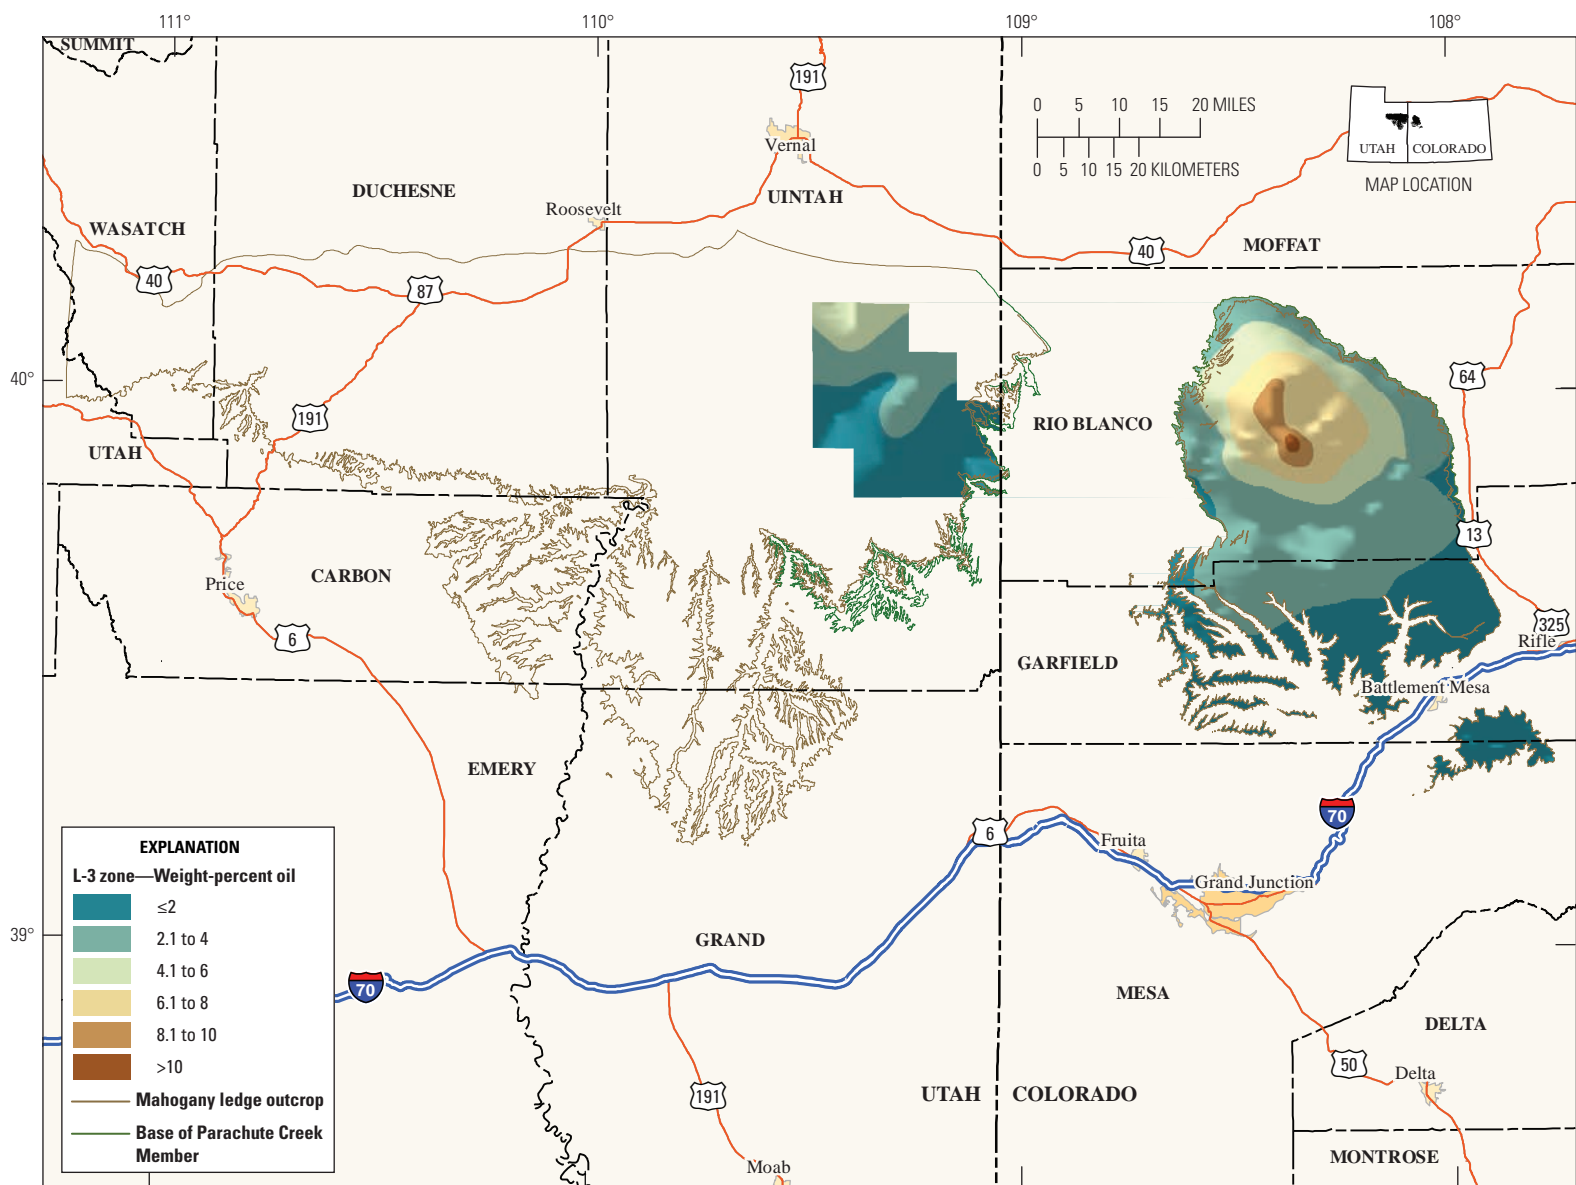 111°
110°
109°
108°
SUMMIT
191
0 5 10 15 20 MILES
0 5 10 15 20 KILOMETERS
UTAH
COLORADO
MAP LOCATION
Vernal
DUCHESNE
UINTAH
Roosevelt
WASATCH
MOFFAT
40
40
87
40°
64
191
RIO BLANCO
UTAH
13
CARBON
Price
6
325
Rifle
GARFIELD
Battlement Mesa
EMERY
70
6
Fruita
Grand Junction
EXPLANATION
L-3 zone—Weight-percent oil
≤2
2.1 to 4
4.1 to 6
6.1 to 8
8.1 to 10
>10
Mahogany ledge outcrop
Base of Parachute Creek
Member
39°
GRAND
70
MESA
DELTA
50
Delta
191
UTAH
COLORADO
MONTROSE
Moab